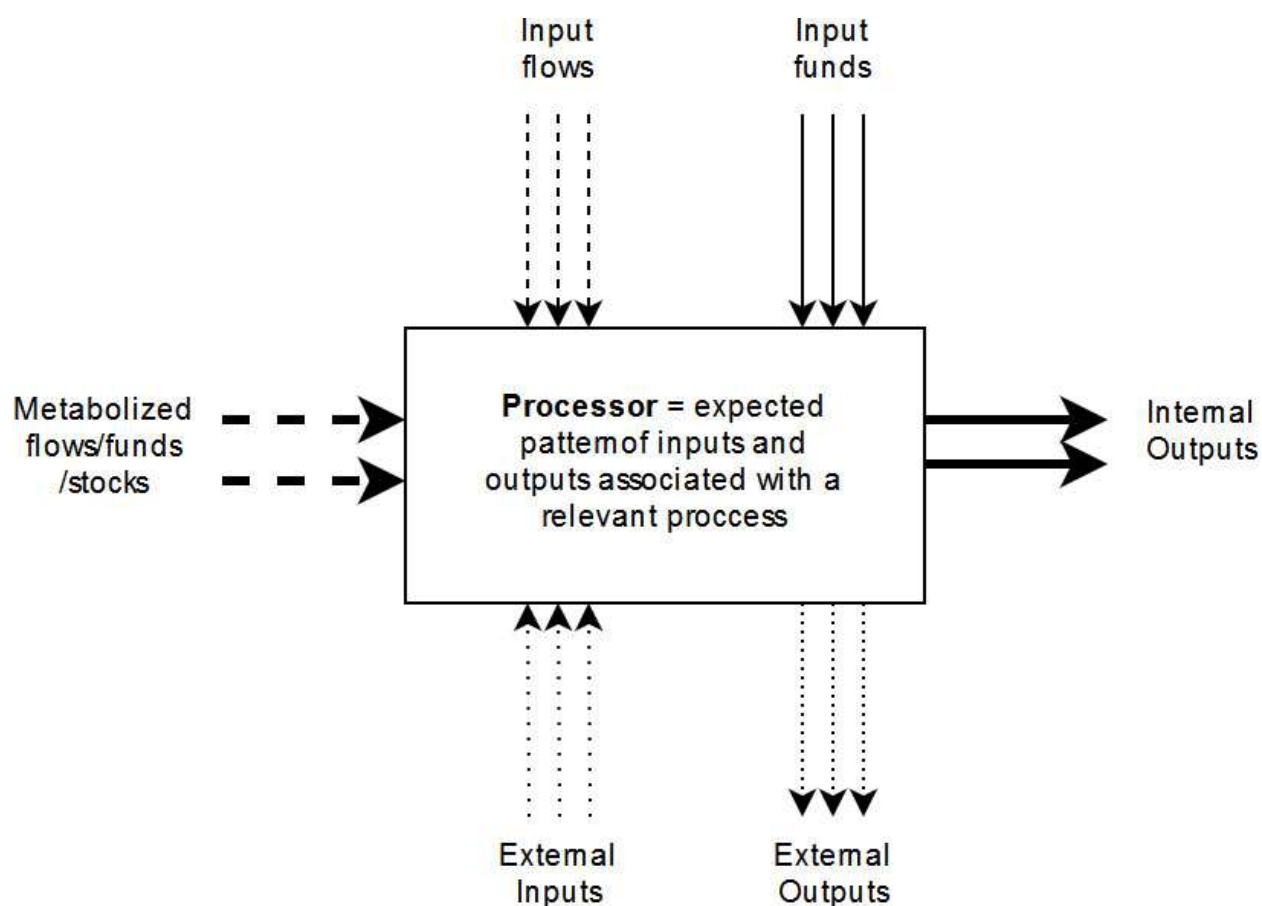 Input
flows
Input
funds
Metabolized
flows/funds
/stocks
Processor = expected
patternof inputs and
outputs associated with a
relevant proccess
Internal
Outputs
External
Inputs
External
Outputs